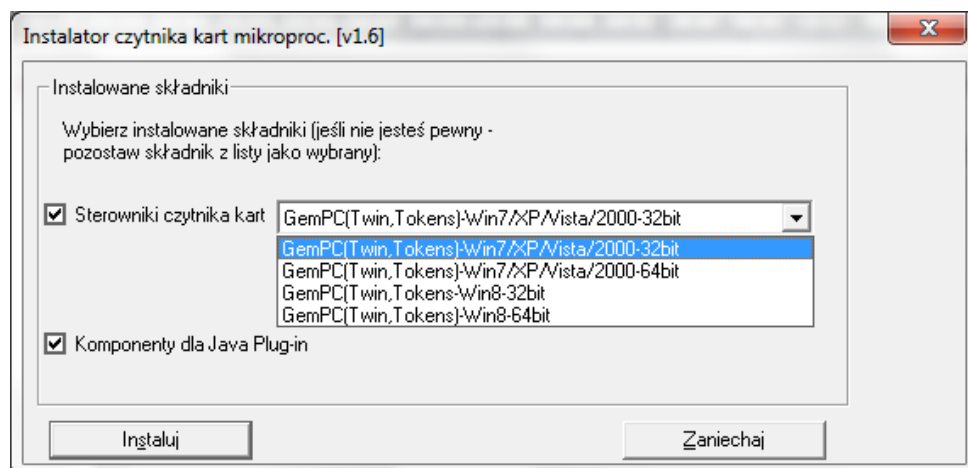 Instalator czytnika kart mikroproc. [v1.6]
Instalowane składniki
Wybierz instalowane składniki (jeśli nie jesteś pewny -
pozostaw składnik z listy jako wybrany):
Sterowniki czytnika kart
GemPC(Twin,Tokens)-Win7/XP/Vista/2000-32bit
GemPC(Twin,Tokens)-Win7/XP/Vista/2000-32bit
GemPC(Twin,Tokens)-Win7/XP/Vista/2000-64bit
GemPC(Twin,Tokens-Win8-32bit
GemPC(Twin,Tokens)-Win8-64bit
Komponenty dla Java Plug-in
Instaluj
Zaniechaj